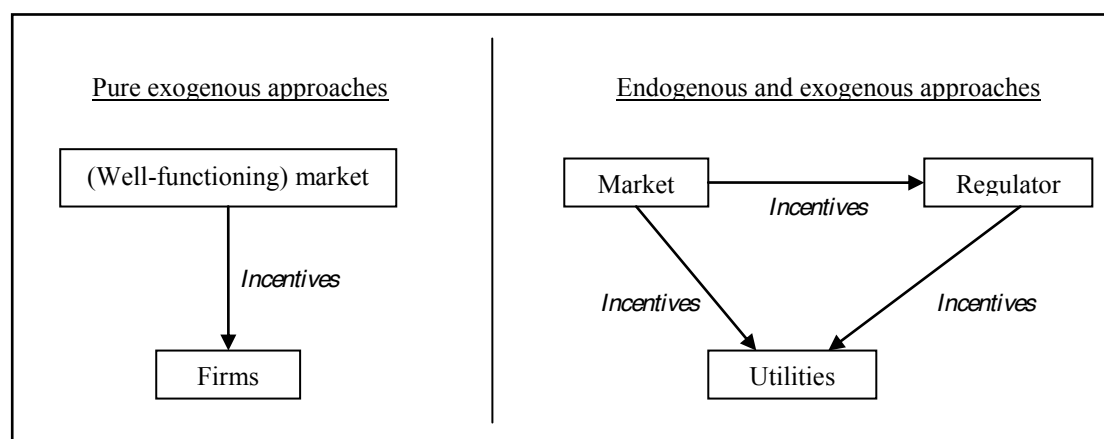 Pure exogenous approaches
(Well-functioning) market
Incentives
Firms
Endogenous and exogenous approaches
Market
Regulator
Incentives
Incentives
Incentives
Utilities